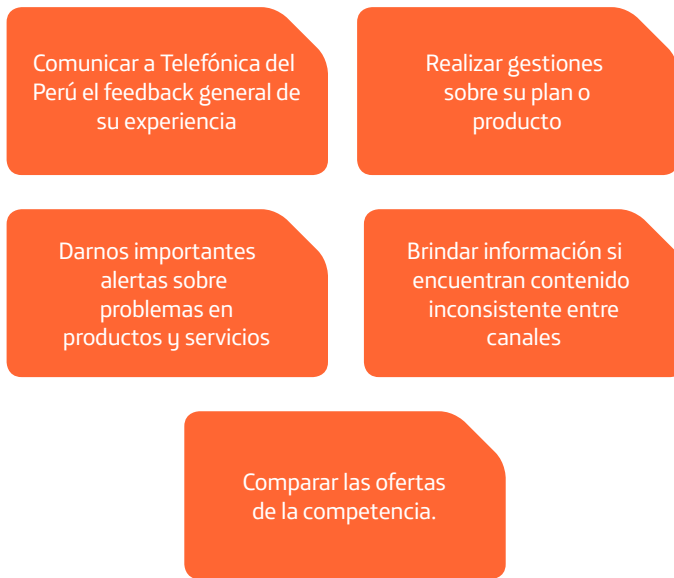 Comunicar a Telefónica del
Perú el feedback general de
su experiencia
Realizar gestiones
sobre su plan o
producto
Darnos importantes
alertas sobre
problemas en
productos y servicios
Brindar información si
encuentran contenido
inconsistente entre
canales
Comparar las ofertas
de la competencia.